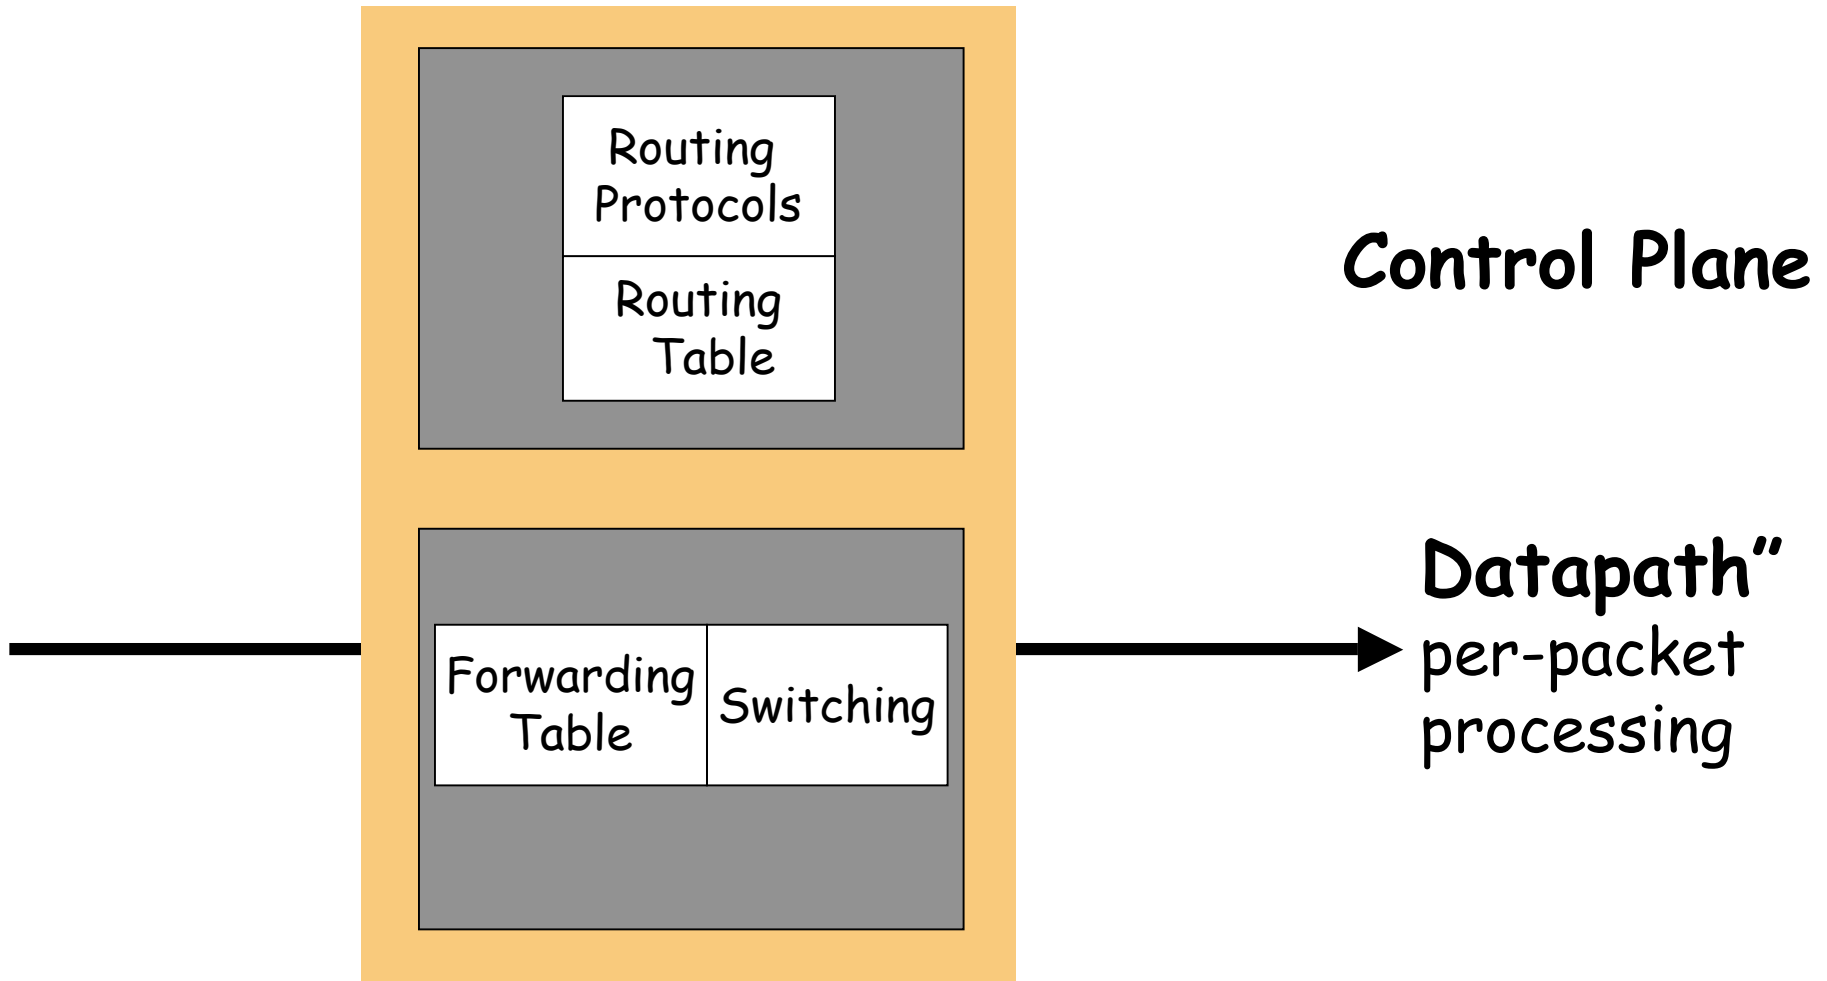 Routing
Protocols
Routing
Table
Control Plane
Datapath”
per-packet
processing
Forwarding
Table
Switching